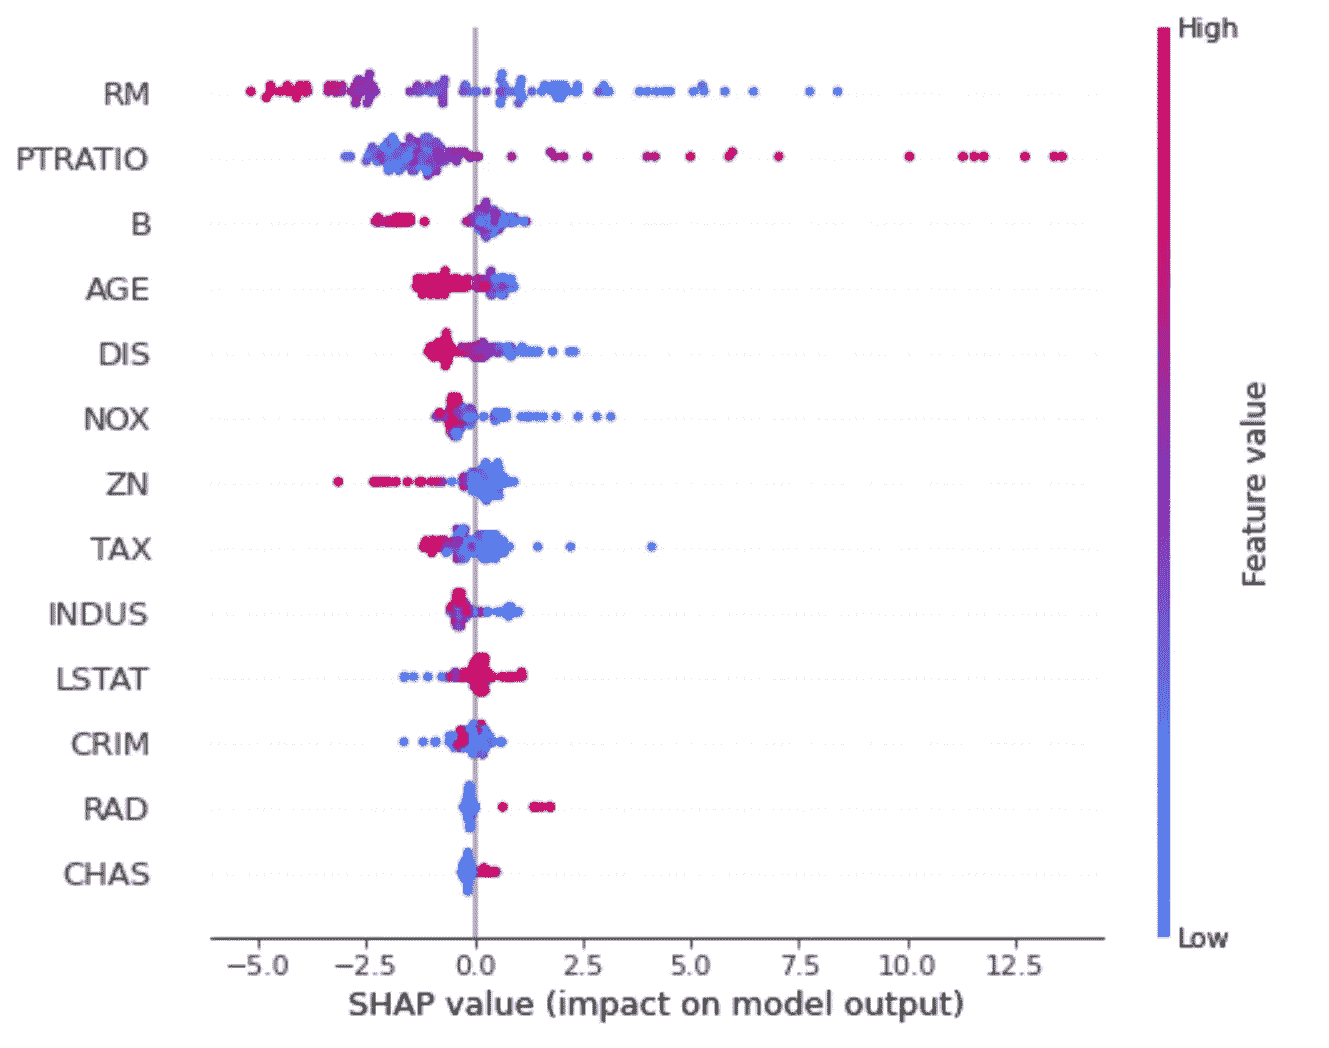 High
RM
PTRATIO
B
AGE
DIS
NOX
ZN
TAX
INDUS
LSTAT
CRIM
RAD
CHAS
Feature value
Low
−5.0 −2.5 0.0 2.5 5.0 7.5 10.0 12.5
SHAP value (impact on model output)